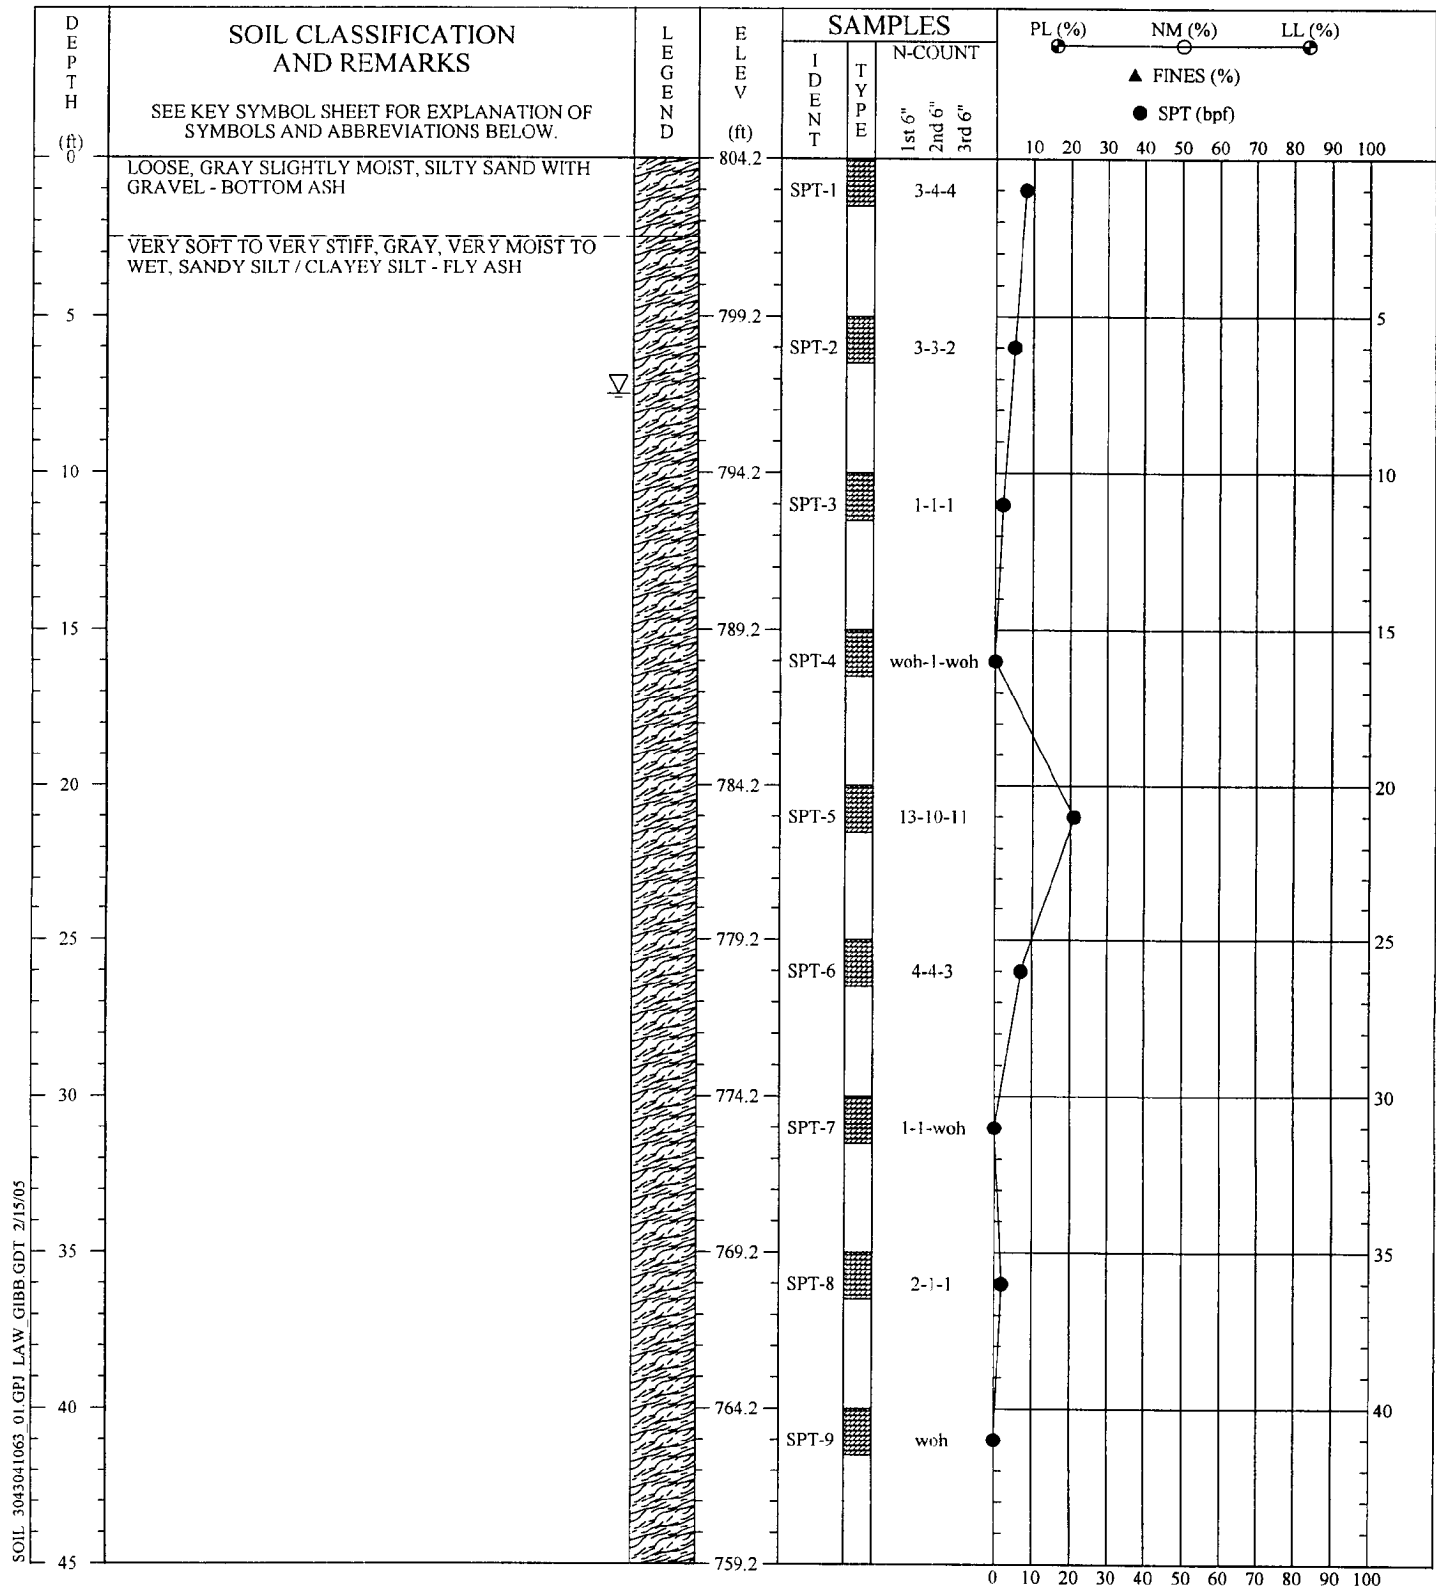 DEPTH (ft)
SOIL CLASSIFICATION
AND REMARKS
SEE KEY SYMBOL SHEET FOR EXPLANATION OF
SYMBOLS AND ABBREVIATIONS BELOW.
LEGEND
ELEV (ft)
SAMPLES
IDENT
TYPE
N-COUNT
1st 6"
2nd 6"
3rd 6"
PL (%) NM (%) LL (%)
▲ FINES (%)
● SPT (bpf)
10 20 30 40 50 60 70 80 90 100
0
LOOSE, GRAY SLIGHTLY MOIST, SILTY SAND WITH
GRAVEL - BOTTOM ASH
804.2
SPT-1 3-4-4
VERY SOFT TO VERY STIFF, GRAY, VERY MOIST TO
WET, SANDY SILT / CLAYEY SILT - FLY ASH
5 799.2 5
SPT-2 3-3-2
10 794.2 10
SPT-3 1-1-1
15 789.2 15
SPT-4 woh-1-woh
20 784.2 20
SPT-5 13-10-11
25 779.2 25
SPT-6 4-4-3
30 774.2 30
SPT-7 1-1-woh
35 769.2 35
SPT-8 2-1-1
40 764.2 40
SPT-9 woh
45 759.2
0 10 20 30 40 50 60 70 80 90 100
SOIL 3043041063_01.GPJ LAW_GIBB.GDT 2/15/05